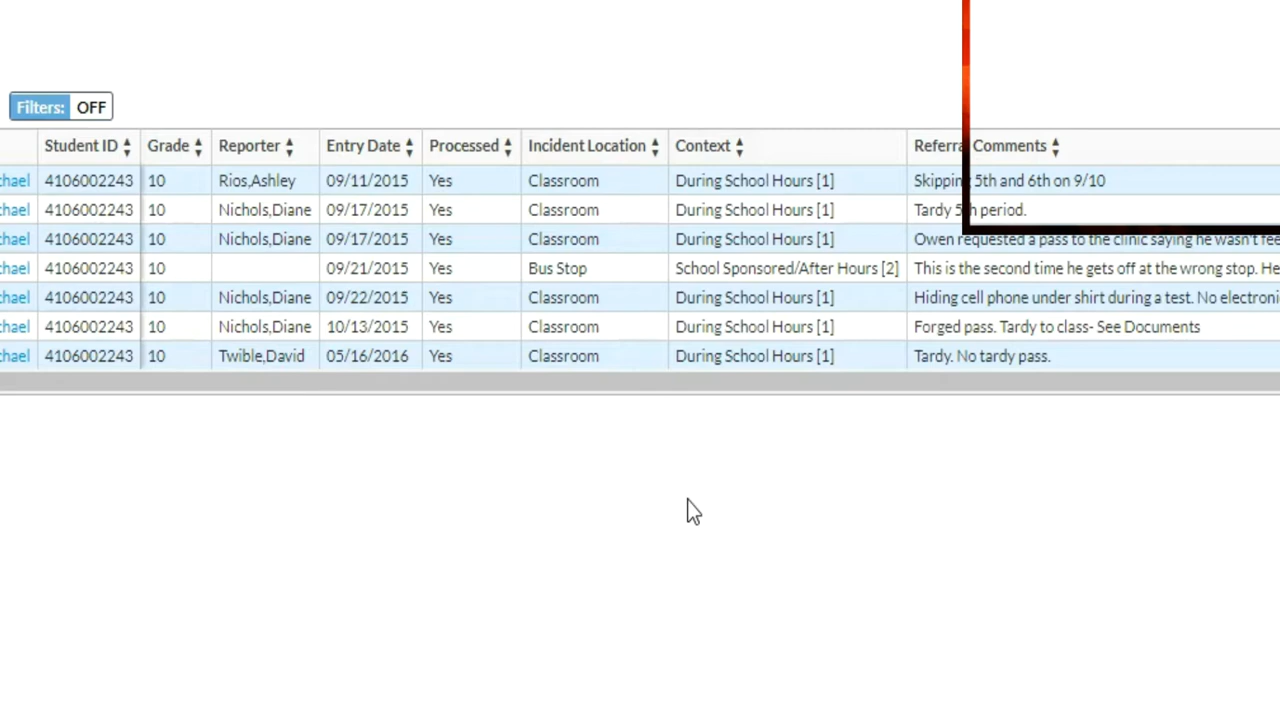 Filters: OFF
Student ID Grade Reporter Entry Date Processed Incident Location Context Referral Comments
chael 4106002243 10 Rios,Ashley 09/11/2015 Yes Classroom During School Hours [1] Skipping 5th and 6th on 9/10
chael 4106002243 10 Nichols,Diane 09/17/2015 Yes Classroom During School Hours [1] Tardy 5th period.
chael 4106002243 10 Nichols,Diane 09/17/2015 Yes Classroom During School Hours [1] Owen requested a pass to the clinic saying he wasn't fee
chael 4106002243 10 09/21/2015 Yes Bus Stop School Sponsored/After Hours [2] This is the second time he gets off at the wrong stop. He
chael 4106002243 10 Nichols,Diane 09/22/2015 Yes Classroom During School Hours [1] Hiding cell phone under shirt during a test. No electroni
chael 4106002243 10 Nichols,Diane 10/13/2015 Yes Classroom During School Hours [1] Forged pass. Tardy to class- See Documents
chael 4106002243 10 Twible,David 05/16/2016 Yes Classroom During School Hours [1] Tardy. No tardy pass.